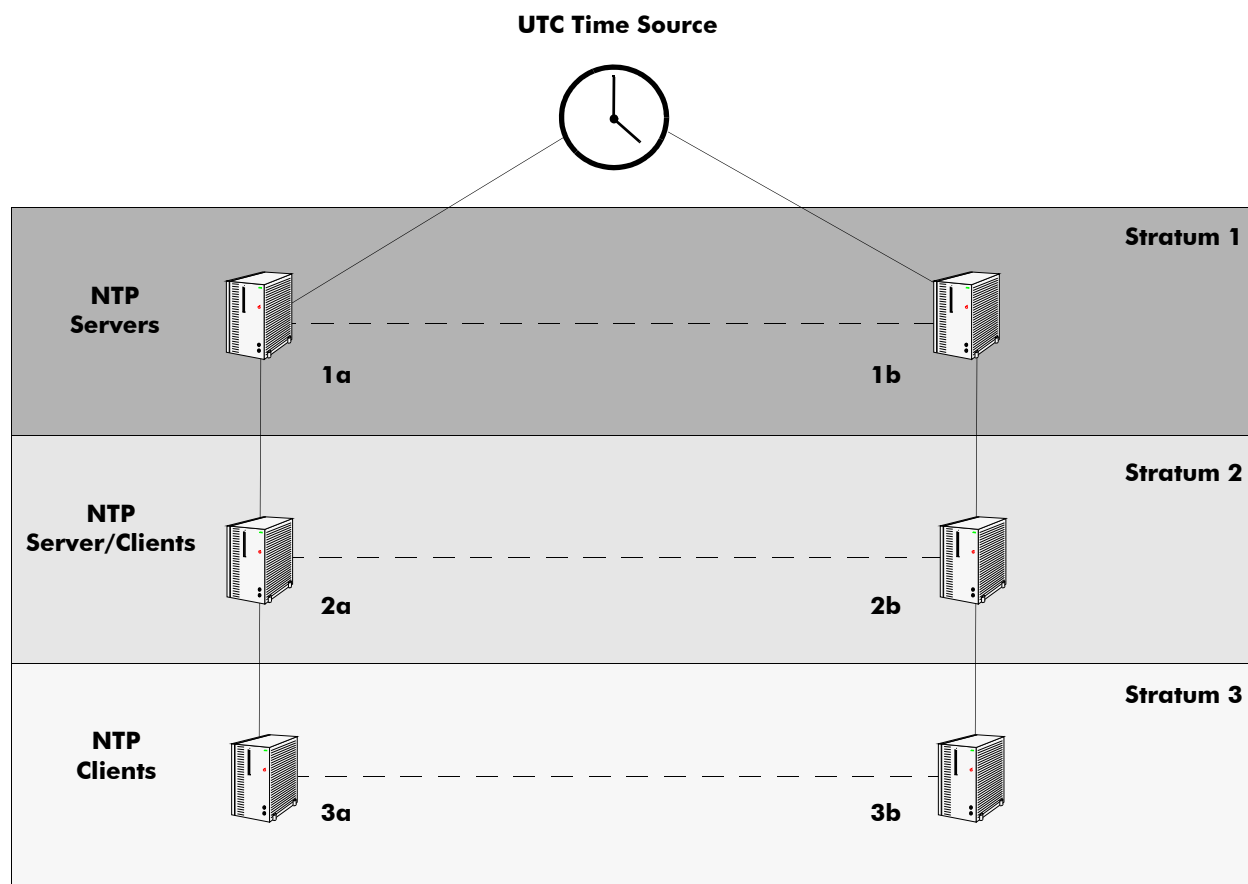 UTC Time Source
Stratum 1
NTP
Servers
1a
1b
Stratum 2
NTP
Server/Clients
2a
2b
Stratum 3
NTP
Clients
3a
3b